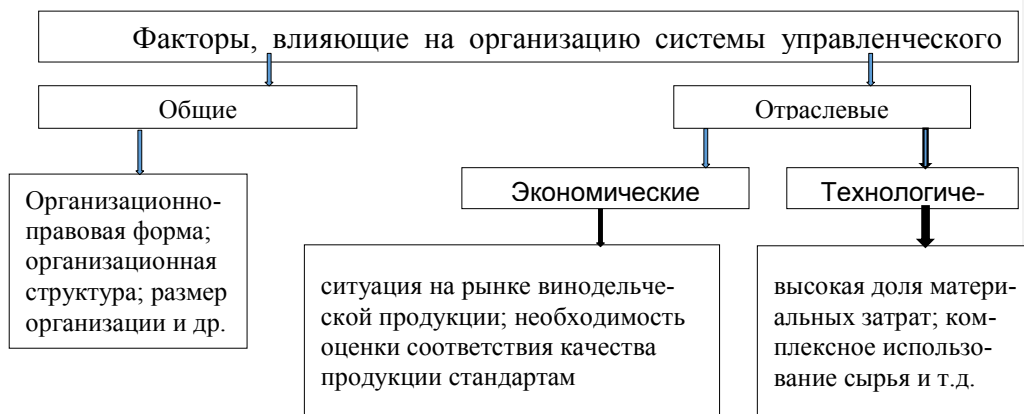 Факторы, влияющие на организацию системы управленческого
Общие
Отраслевые
Экономические
Технологиче-
Организационно-
правовая форма;
организационная
структура; размер
организации и др.
ситуация на рынке винодельче-
ской продукции; необходимость
оценки соответствия качества
продукции стандартам
высокая доля матери-
альных затрат; ком-
плексное использо-
вание сырья и т.д.